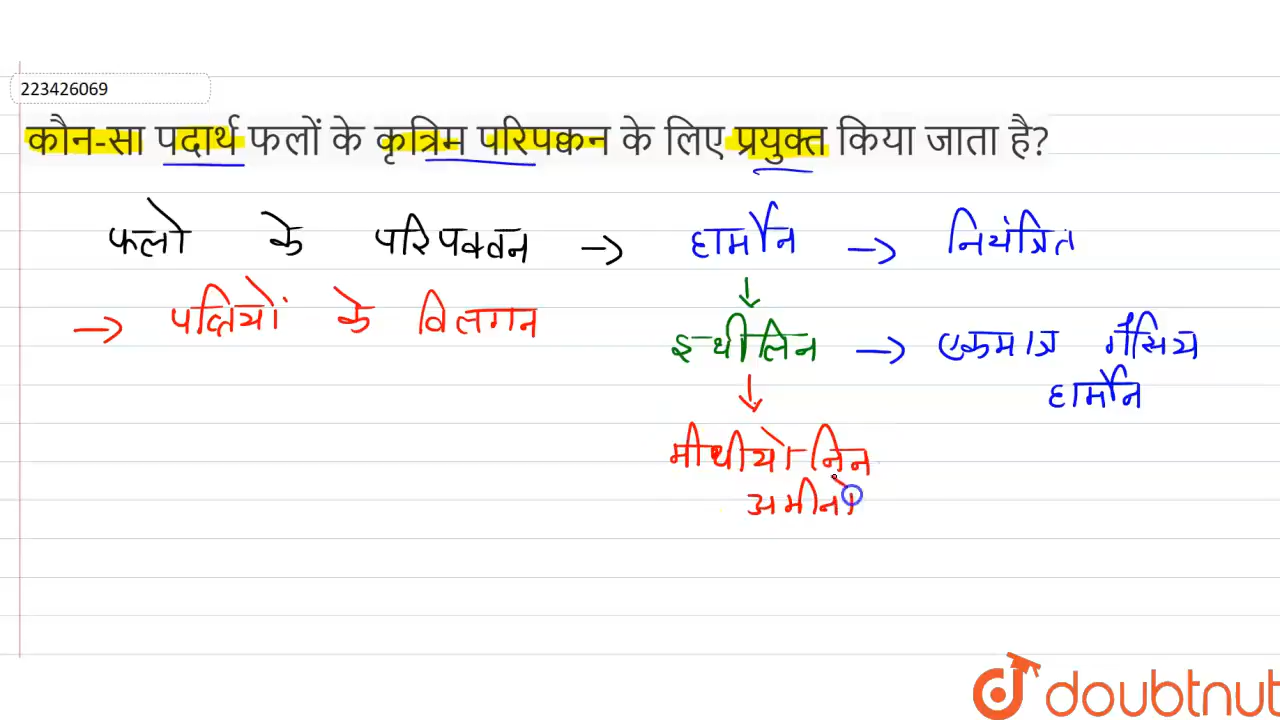 223426069
कौन-सा पदार्थ फलों के कृत्रिम परिपक्वन के लिए प्रयुक्त किया जाता है?
फलो के परिपक्वन → हार्मोन → नियंत्रित
→ पत्तियों के विलगन
इथीलिन → एकमात्र गैसिय
हार्मोन
मीथीयोनिन
अमीनो
doubtnut